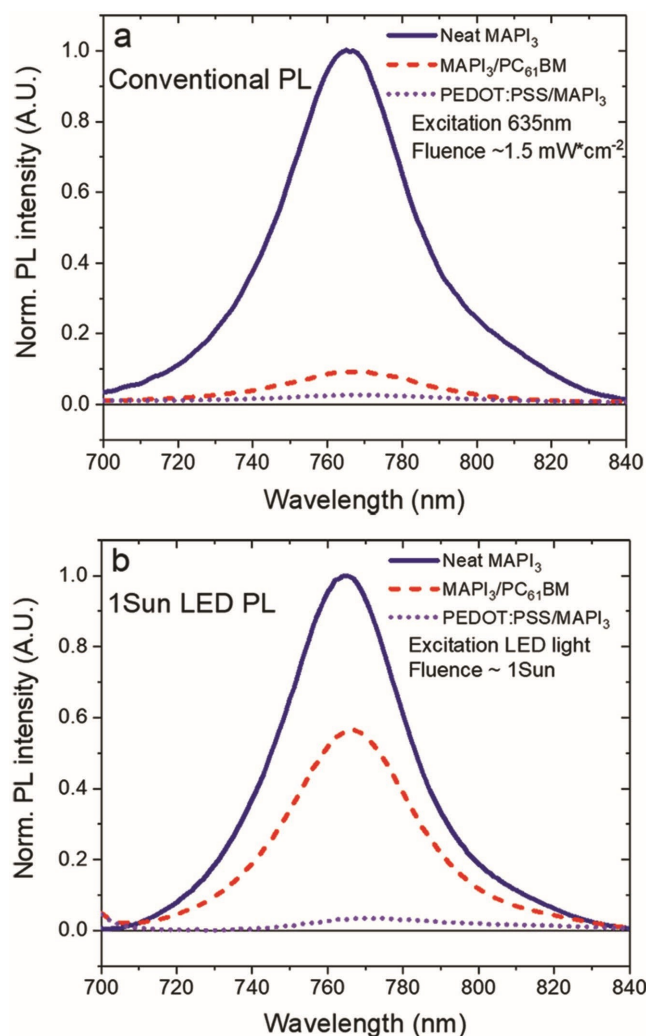 a
Conventional PL
Neat MAPI₃
MAPI₃/PC₆₁BM
PEDOT:PSS/MAPI₃
Excitation 635nm
Fluence ~1.5 mW*cm⁻²
Norm. PL intensity (A.U.)
1.0
0.8
0.6
0.4
0.2
0.0
700 720 740 760 780 800 820 840
Wavelength (nm)
b
1Sun LED PL
Neat MAPI₃
MAPI₃/PC₆₁BM
PEDOT:PSS/MAPI₃
Excitation LED light
Fluence ~ 1Sun
Norm. PL intensity (A.U.)
1.0
0.8
0.6
0.4
0.2
0.0
700 720 740 760 780 800 820 840
Wavelength (nm)